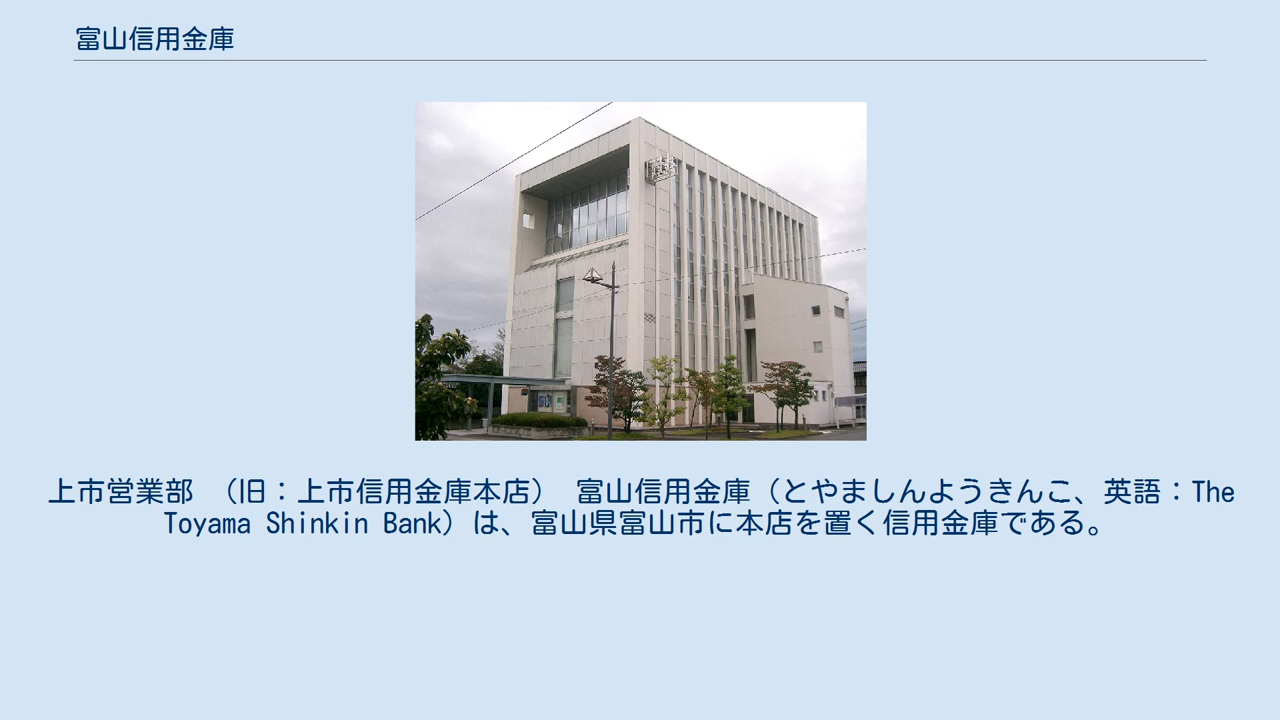 富山信用金庫
上市営業部 （旧：上市信用金庫本店） 富山信用金庫（とやましんようきんこ、英語：The
Toyama Shinkin Bank）は、富山県富山市に本店を置く信用金庫である。